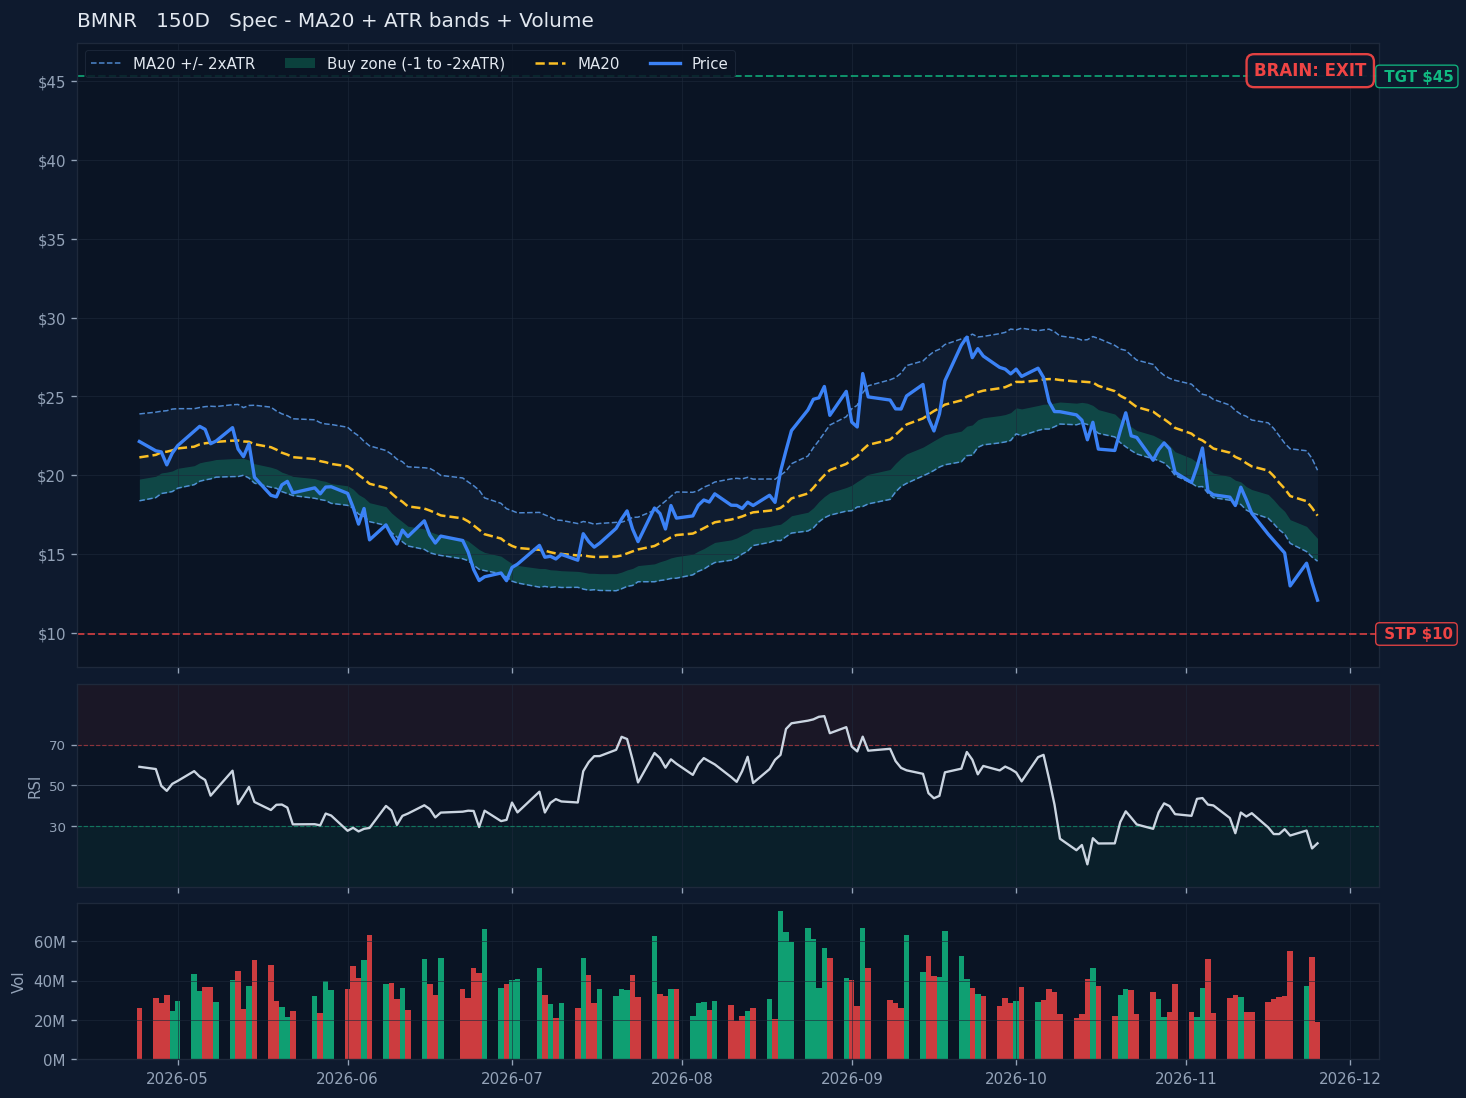 BMNR   150D   Spec - MA20 + ATR bands + Volume
MA20 +/- 2xATR   Buy zone (-1 to -2xATR)   MA20   Price
BRAIN: EXIT
TGT $45
$45
$40
$35
$30
$25
$20
$15
$10
STP $10
RSI
70
50
30
Vol
60M
40M
20M
0M
2026-05   2026-06   2026-07   2026-08   2026-09   2026-10   2026-11   2026-12